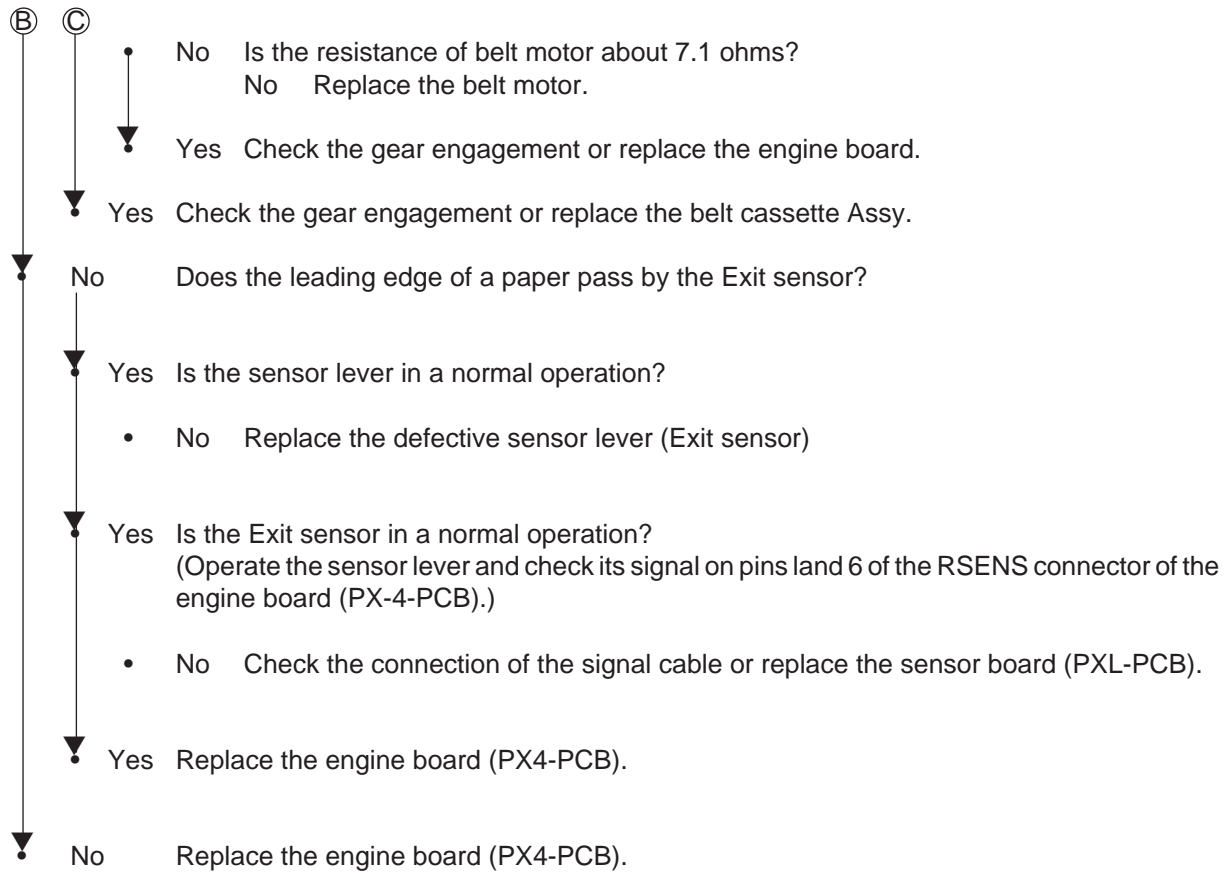 Ⓑ Ⓒ
• No Is the resistance of belt motor about 7.1 ohms?
No Replace the belt motor.
• Yes Check the gear engagement or replace the engine board.
• Yes Check the gear engagement or replace the belt cassette Assy.
• No Does the leading edge of a paper pass by the Exit sensor?
• Yes Is the sensor lever in a normal operation?
• No Replace the defective sensor lever (Exit sensor)
• Yes Is the Exit sensor in a normal operation?
(Operate the sensor lever and check its signal on pins land 6 of the RSENS connector of the
engine board (PX-4-PCB).)
• No Check the connection of the signal cable or replace the sensor board (PXL-PCB).
• Yes Replace the engine board (PX4-PCB).
• No Replace the engine board (PX4-PCB).